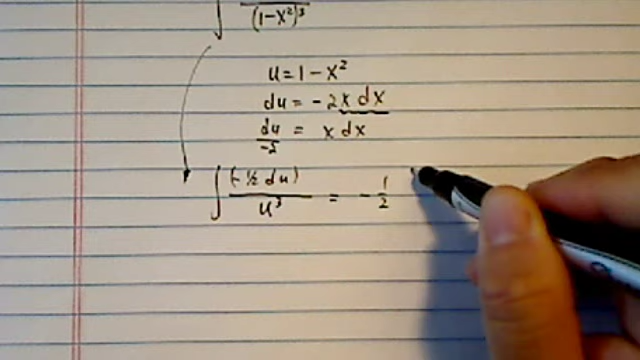 ∫ (1-x²)³
u = 1 - x²
du = -2x dx
du/-2 = x dx
∫ (-½ du)/u³ = - 1/2